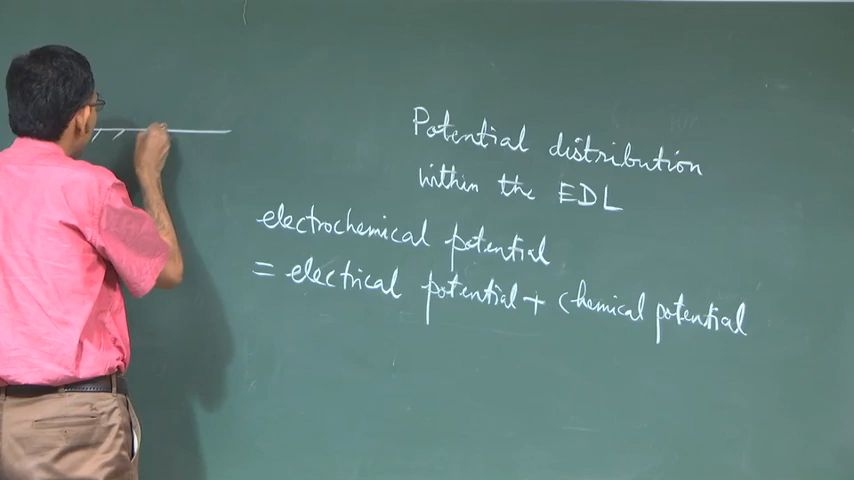 Potential distribution
within the EDL
electrochemical potential
= electrical potential + chemical potential